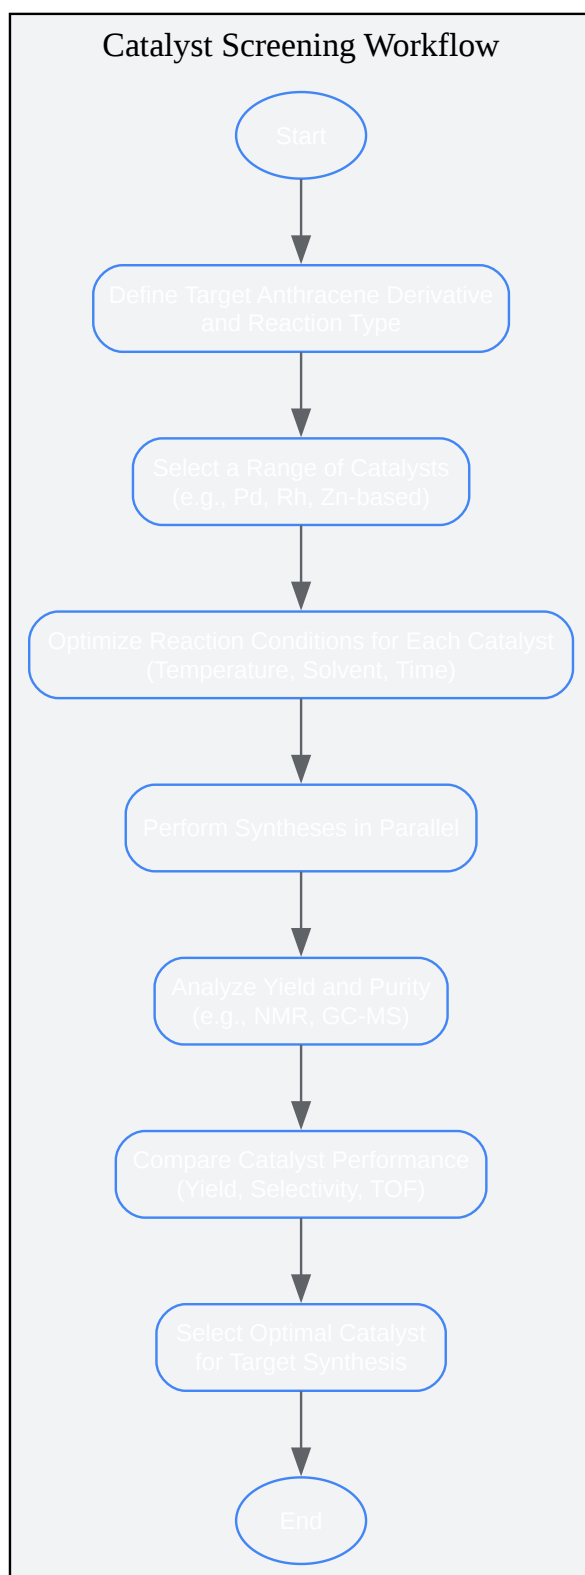 Catalyst Screening Workflow
Start
Define Target Anthracene Derivative
and Reaction Type
Select a Range of Catalysts
(e.g., Pd, Rh, Zn-based)
Optimize Reaction Conditions for Each Catalyst
(Temperature, Solvent, Time)
Perform Syntheses in Parallel
Analyze Yield and Purity
(e.g., NMR, GC-MS)
Compare Catalyst Performance
(Yield, Selectivity, TOF)
Select Optimal Catalyst
for Target Synthesis
End